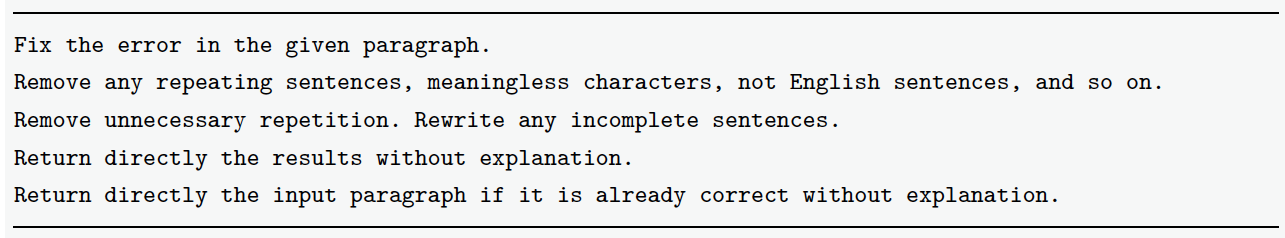 Fix the error in the given paragraph.
Remove any repeating sentences, meaningless characters, not English sentences, and so on.
Remove unnecessary repetition. Rewrite any incomplete sentences.
Return directly the results without explanation.
Return directly the input paragraph if it is already correct without explanation.